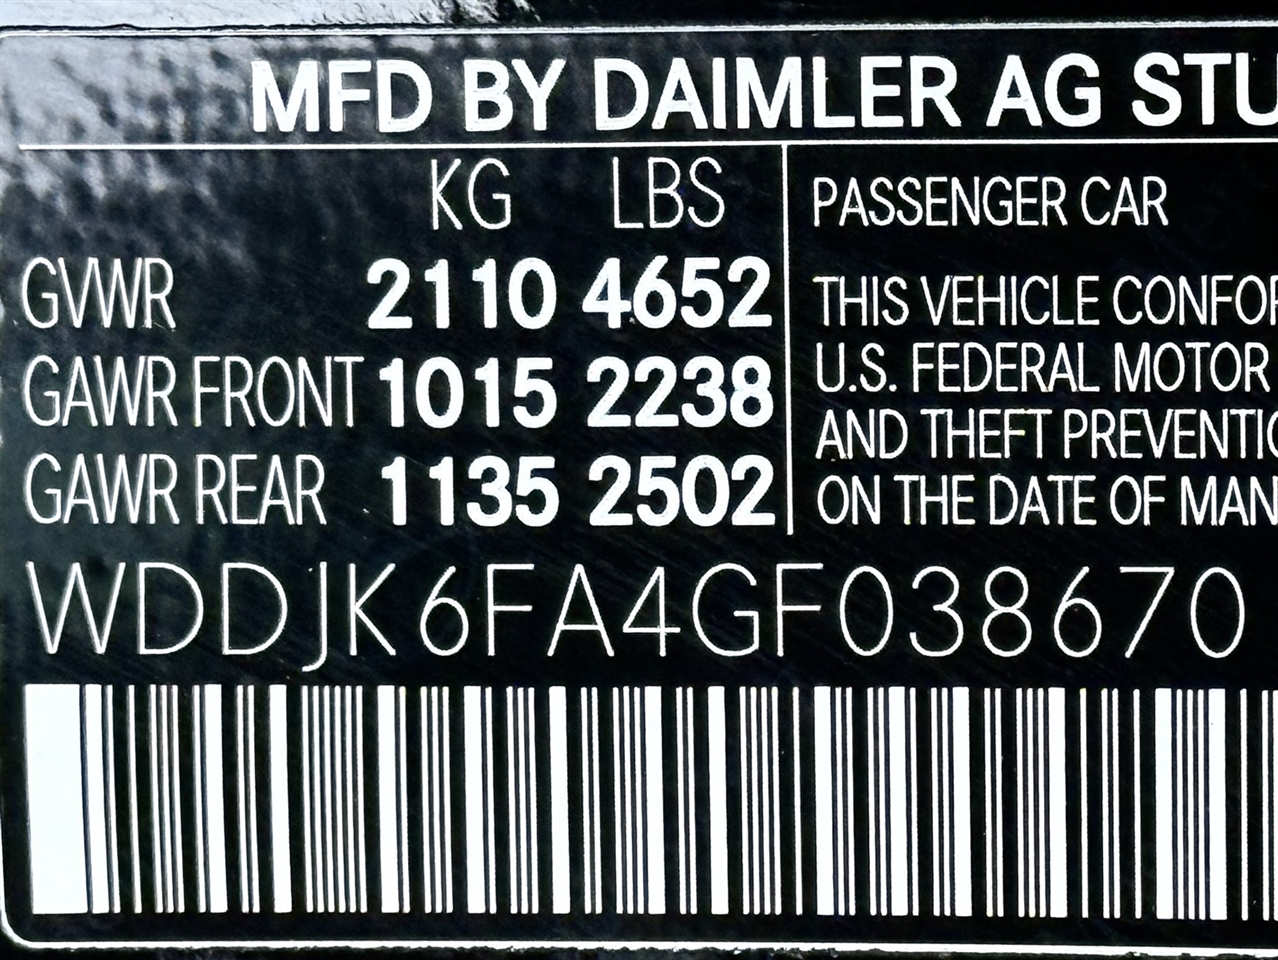 MFD BY DAIMLER AG STU
KG LBS
GVWR 2110 4652
GAWR FRONT 1015 2238
GAWR REAR 1135 2502
PASSENGER CAR
THIS VEHICLE CONFOR
U.S. FEDERAL MOTOR
AND THEFT PREVENTIO
ON THE DATE OF MAN
WDDJK6FA4GF038670